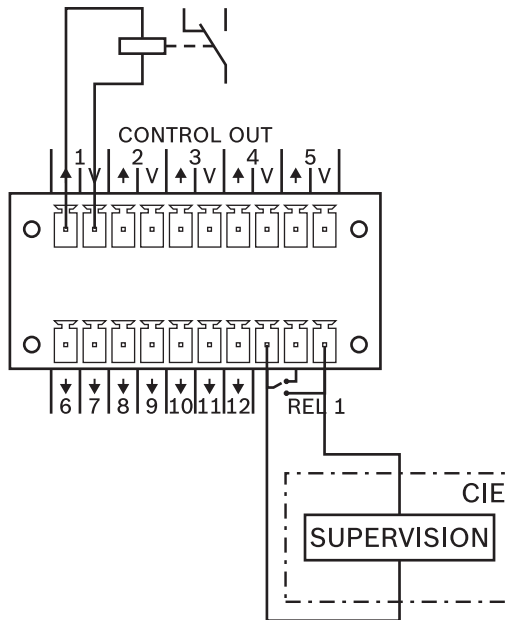 CONTROL OUT
1 V 2 V 3 V 4 V 5 V
6 7 8 9 10 11 12 REL 1
CIE
SUPERVISION